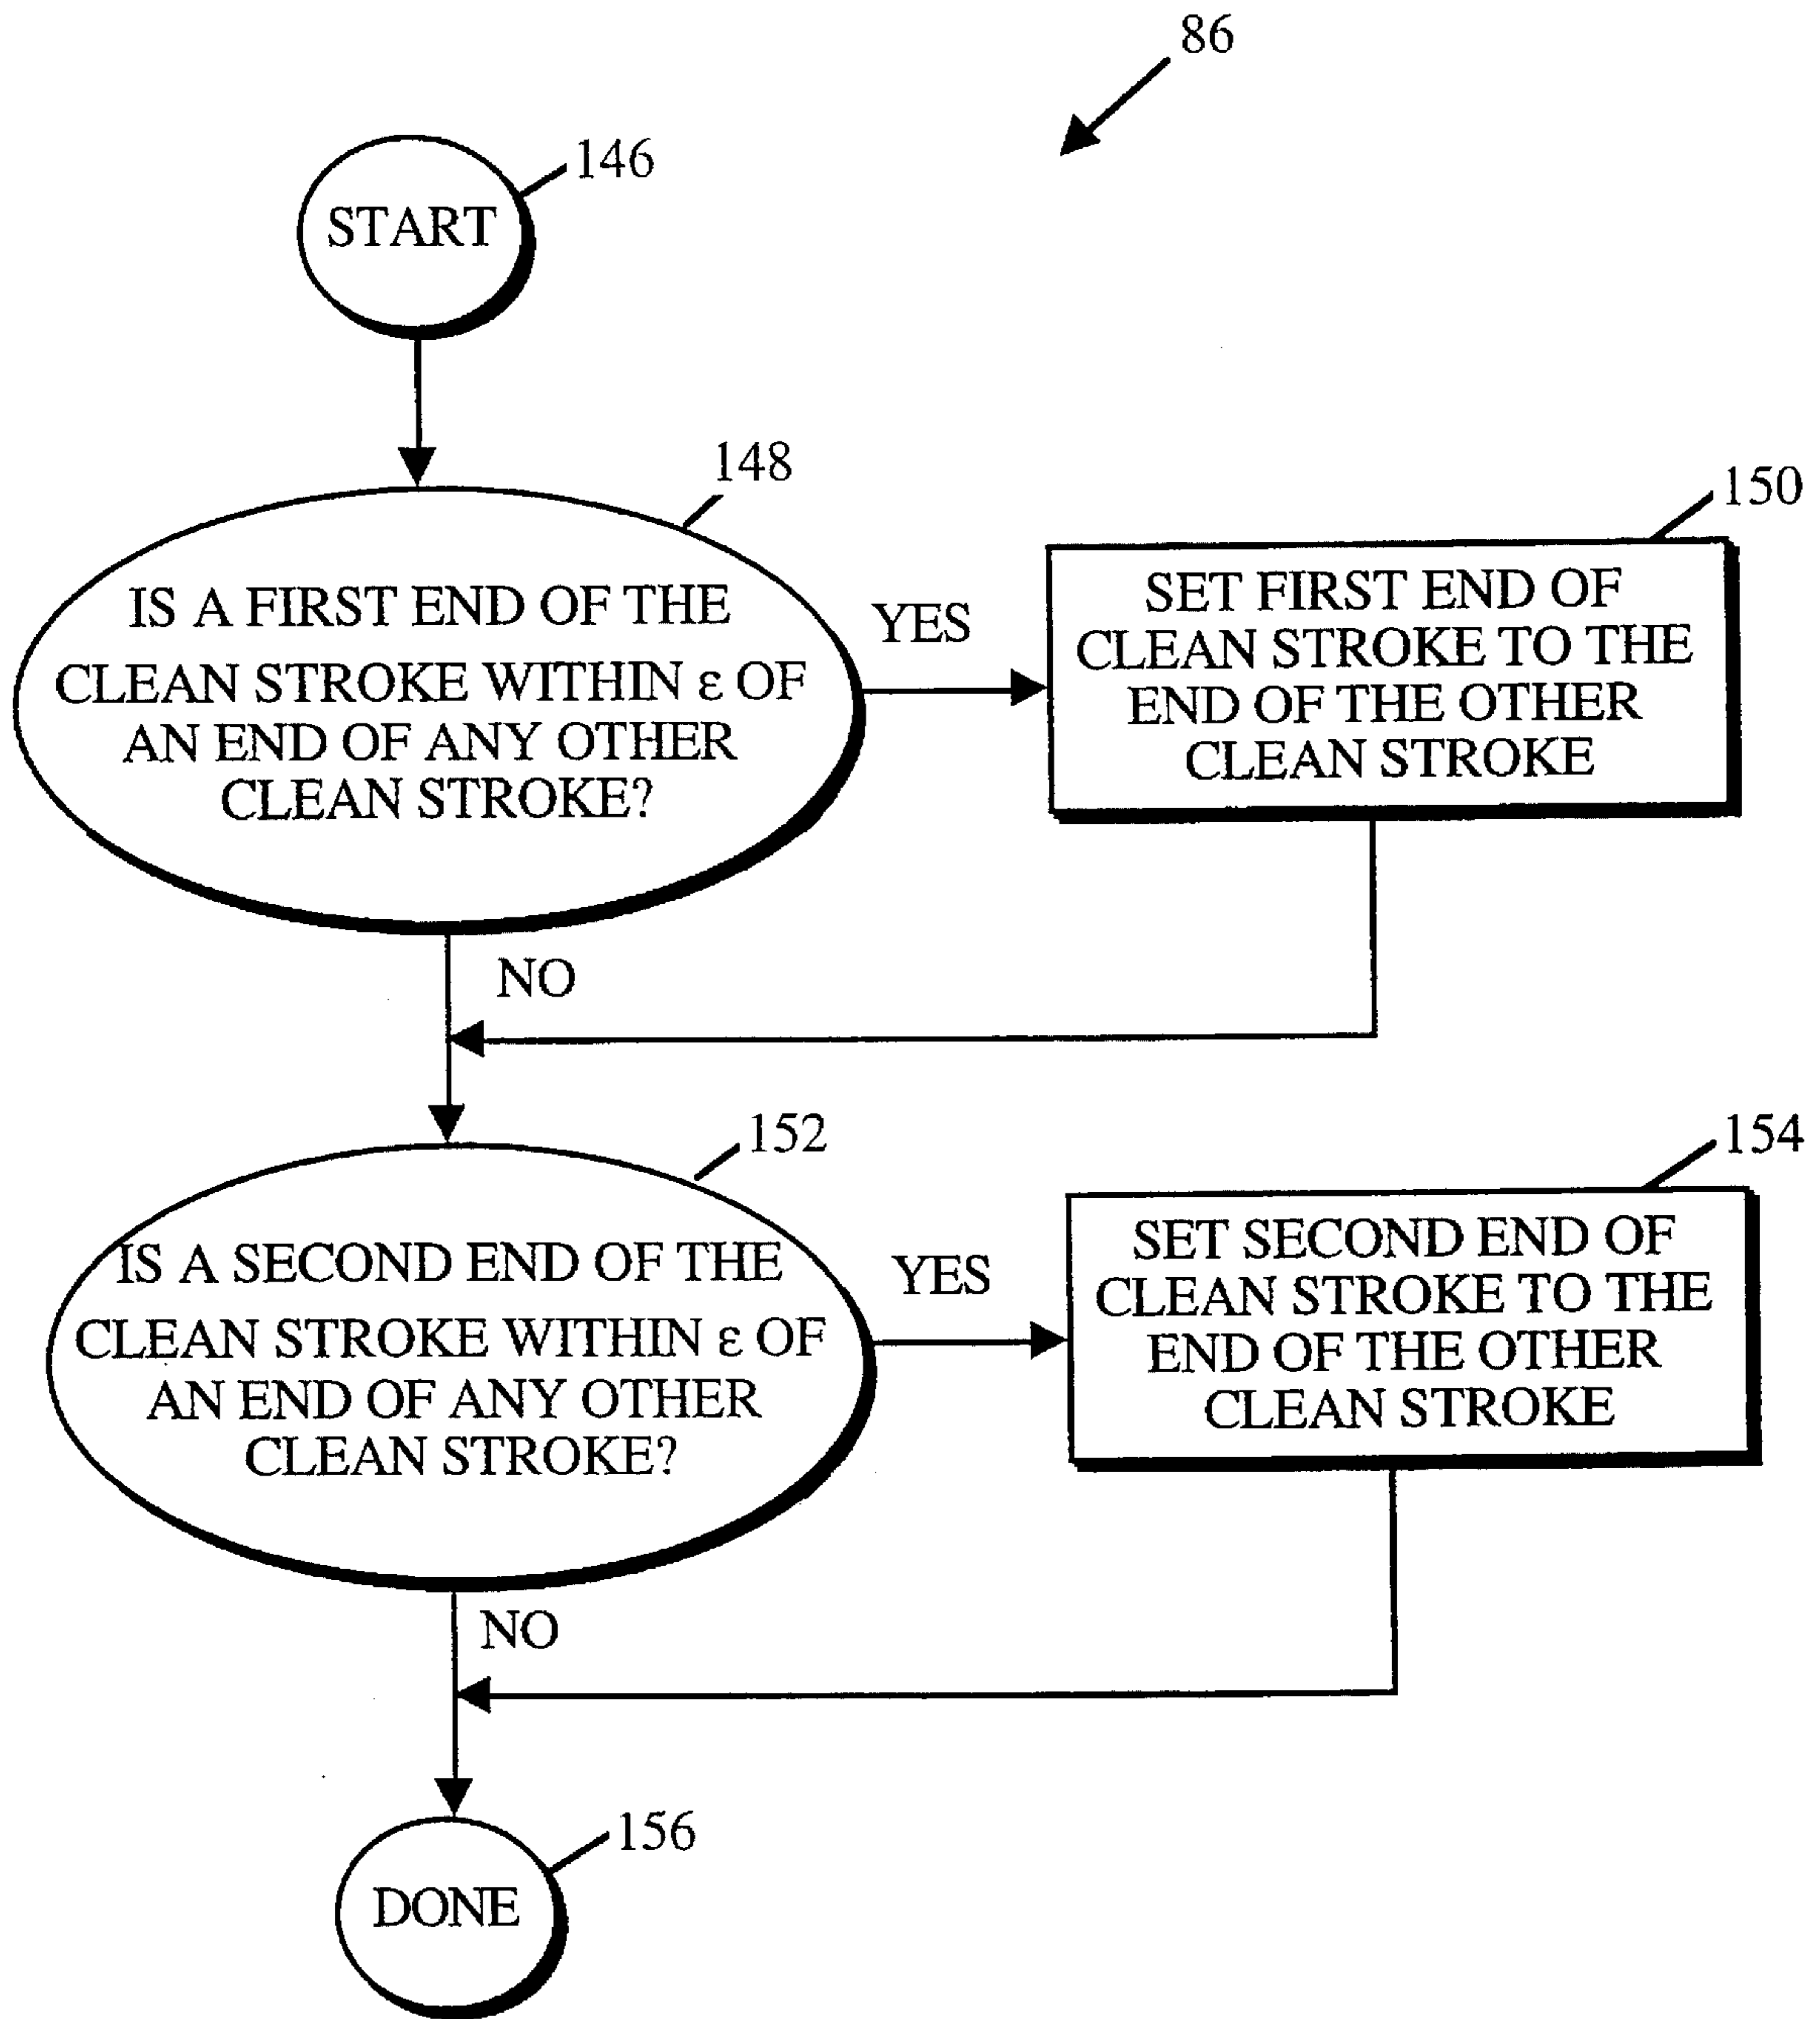 86
146
START
148
IS A FIRST END OF THE
CLEAN STROKE WITHIN ε OF
AN END OF ANY OTHER
CLEAN STROKE?
YES
150
SET FIRST END OF
CLEAN STROKE TO THE
END OF THE OTHER
CLEAN STROKE
NO
152
IS A SECOND END OF THE
CLEAN STROKE WITHIN ε OF
AN END OF ANY OTHER
CLEAN STROKE?
YES
154
SET SECOND END OF
CLEAN STROKE TO THE
END OF THE OTHER
CLEAN STROKE
NO
156
DONE